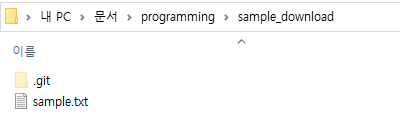 내 PC > 문서 > programming > sample_download
이름
.git
sample.txt